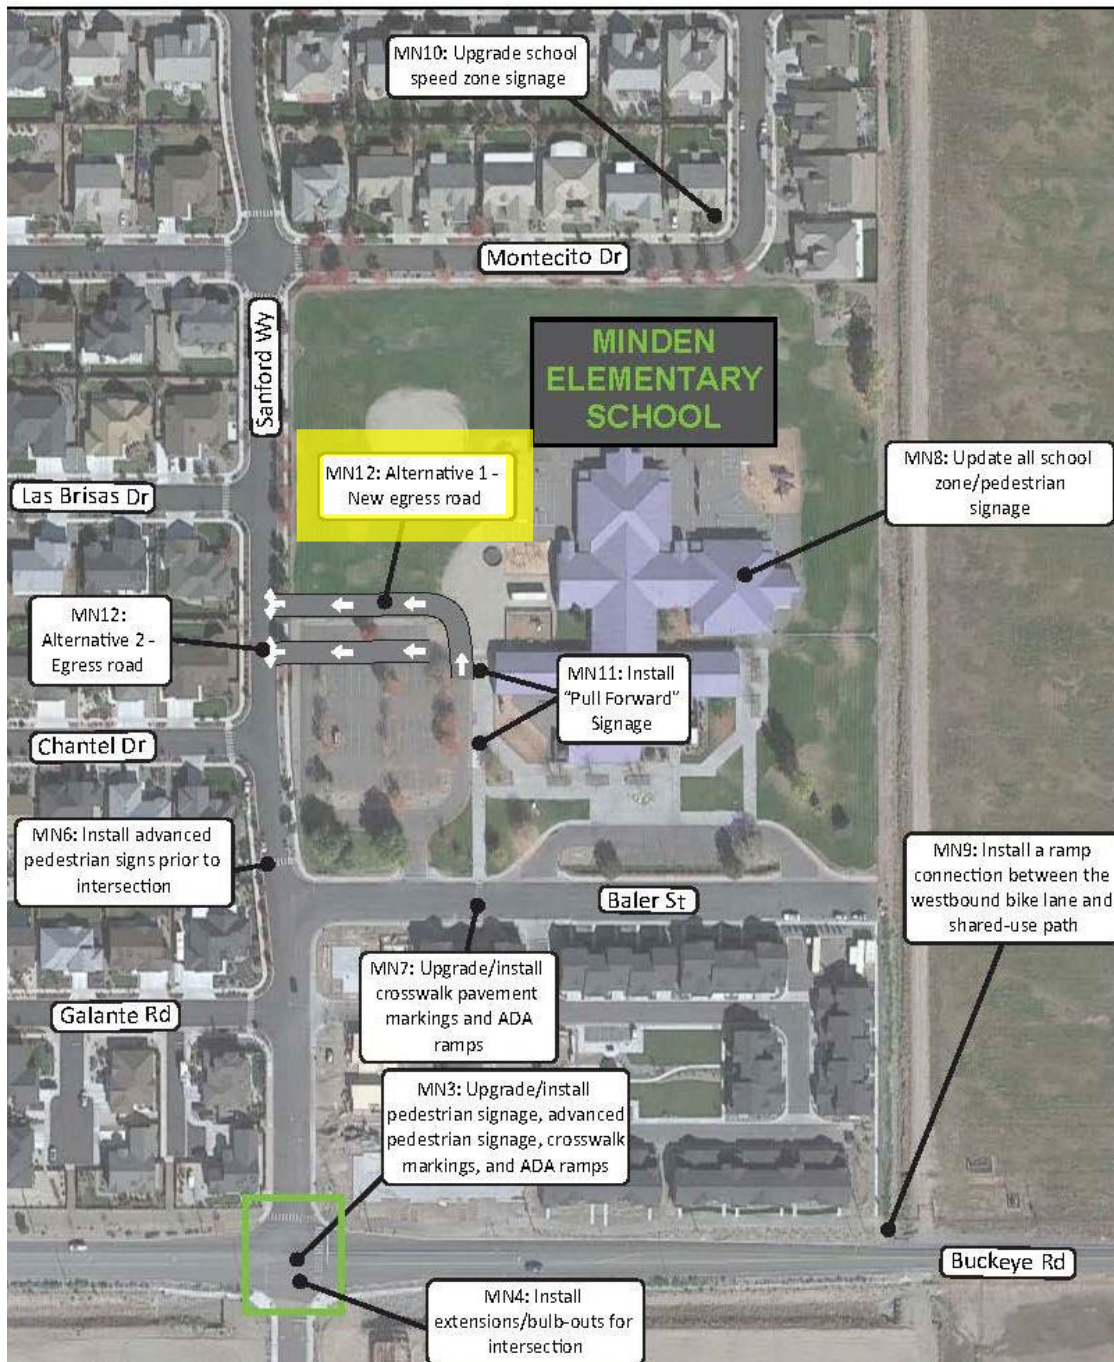 MN10: Upgrade school
speed zone signage
Montecito Dr
Sanford Wy
MINDEN
ELEMENTARY
SCHOOL
MN12: Alternative 1 -
New egress road
MN8: Update all school
zone/pedestrian
signage
Las Brisas Dr
MN12:
Alternative 2 -
Egress road
MN11: Install
"Pull Forward"
Signage
Chantel Dr
MN6: Install advanced
pedestrian signs prior to
intersection
Baler St
MN9: Install a ramp
connection between the
westbound bike lane and
shared-use path
MN7: Upgrade/install
crosswalk pavement
markings and ADA
ramps
Galante Rd
MN3: Upgrade/install
pedestrian signage, advanced
pedestrian signage, crosswalk
markings, and ADA ramps
Buckeye Rd
MN4: Install
extensions/bulb-outs for
intersection